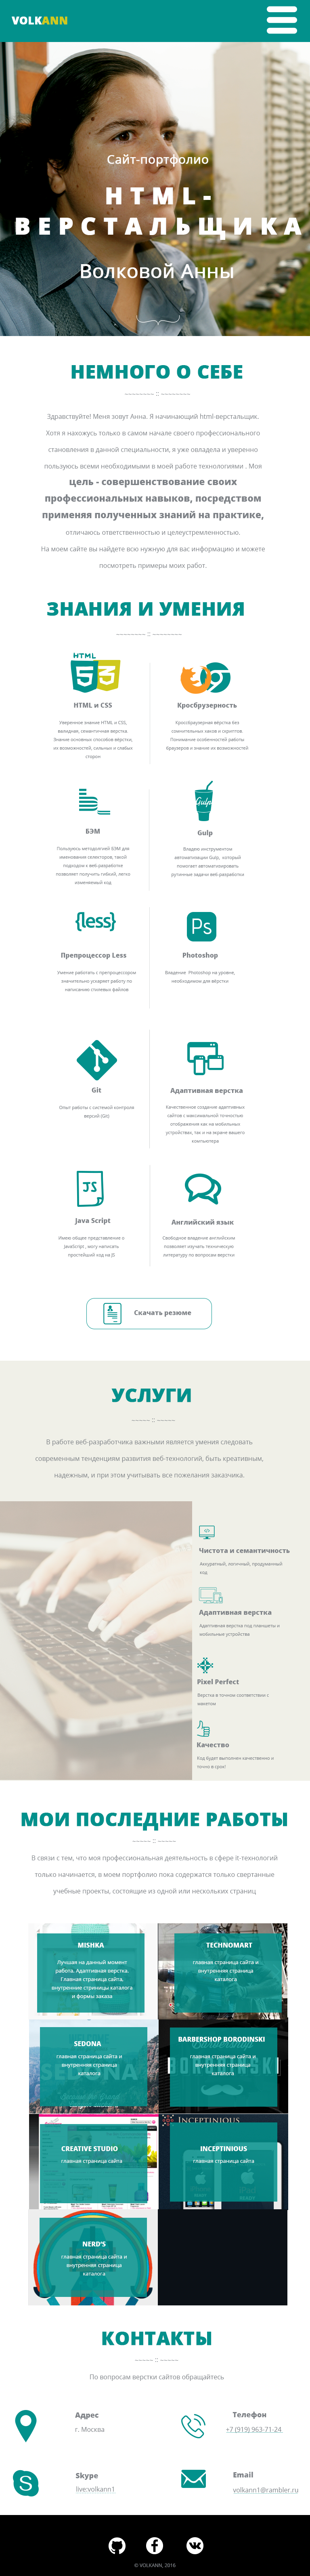 VOLKANN
Сайт-портфолио
HTML-
ВЕРСТАЛЬЩИКА
Волковой Анны
НЕМНОГО О СЕБЕ
Здравствуйте! Меня зовут Анна. Я начинающий html-верстальщик.
Хотя я нахожусь только в самом начале своего профессионального
становления в данной специальности, я уже овладела и уверенно
пользуюсь всеми необходимыми в моей работе технологиями . Моя
цель - совершенствование своих
профессиональных навыков, посредством
применяя полученных знаний на практике,
отличаюсь ответственностью и целеустремленностью.
На моем сайте вы найдете всю нужную для вас информацию и можете
посмотреть примеры моих работ.
ЗНАНИЯ И УМЕНИЯ
HTML
HTML и CSS
Уверенное знание HTML и CSS,
валидная, семантичная вёрстка.
Знание основных способов вёрстки,
их возможностей, сильных и слабых
сторон
Кросбрузерность
Кроссбраузерная вёрстка без
сомнительных хаков и скриптов.
Понимание особенностей работы
браузеров и знание их возможностей
БЭМ
Пользуюсь методологией БЭМ для
именования селекторов, такой
подходом к веб-разработке
позволяет получить гибкий, легко
изменяемый код
Gulp
Gulp
Владею инструментом
автоматизации Gulp, который
помогает автоматизировать
рутинные задачи веб-разработки
{less}
Препроцессор Less
Умение работать с препроцессором
значительно ускоряет работу по
написанию стилевых файлов
Ps
Photoshop
Владение Photoshop на уровне,
необходимом для вёрстки
Git
Опыт работы с системой контроля
версий (Git)
Адаптивная верстка
Качественное создание адаптивных
сайтов с максимальной точностью
отображения как на мобильных
устройствах, так и на экране вашего
компьютера
JS
Java Script
Имею общее представление о
JavaScript , могу написать
простейший код на JS
Английский язык
Свободное владение английским
позволяет изучать техническую
литературу по вопросам верстки
Скачать резюме
УСЛУГИ
В работе веб-разработчика важными является умения следовать
современным тенденциям развития веб-технологий, быть креативным,
надежным, и при этом учитывать все пожелания заказчика.
Чистота и семантичность
Аккуратный, логичный, продуманный
код
Адаптивная верстка
Адаптивная верстка под планшеты и
мобильные устройства
Pixel Perfect
Верстка в точном соответствии с
макетом
Качество
Код будет выполнен качественно и
точно в срок!
МОИ ПОСЛЕДНИЕ РАБОТЫ
В связи с тем, что моя профессиональная деятельность в сфере it-технологий
только начинается, в моем портфолио пока содержатся только свертанные
учебные проекты, состоящие из одной или нескольких страниц
MISHKA
Лучшая на данный момент
работа. Адаптивная верстка.
Главная страница сайта,
внутренние стриницы каталога
и формы заказа
TECHNOMART
главная страница сайта и
внутренняя страница
каталога
SEDONA
главная страница сайта и
внутренняя страница
каталога
BARBERSHOP BORODINSKI
главная страница сайта и
внутренняя страница
каталога
CREATIVE STUDIO
главная страница сайта
INCEPTINIOUS
INCEPTINIOUS
главная страница сайта
NERD'S
главная страница сайта и
внутренняя страница
каталога
КОНТАКТЫ
По вопросам верстки сайтов обращайтесь
Адрес
г. Москва
Телефон
+7 (919) 963-71-24
Skype
live:volkann1
Email
volkann1@rambler.ru
© VOLKANN, 2016